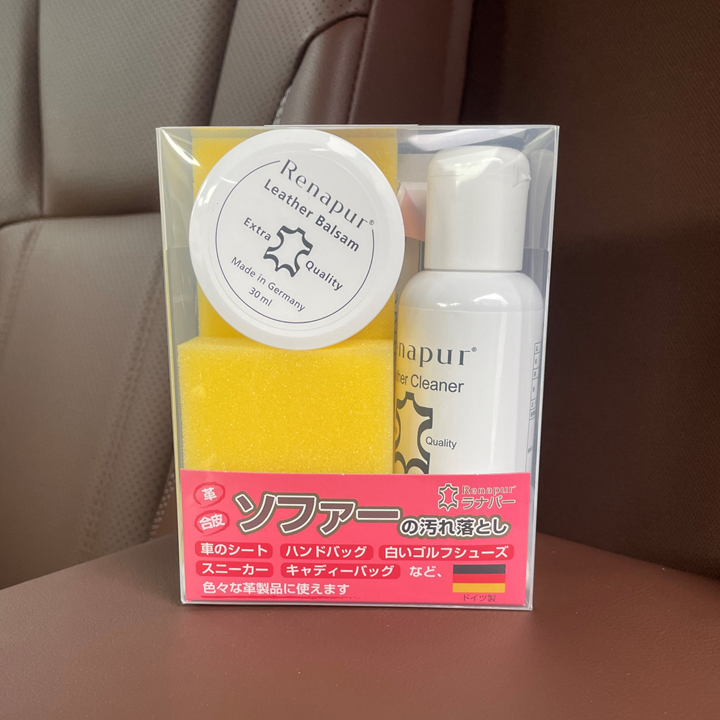 Renapur®
Leather Balsam
Extra
Quality
Made in Germany
30 ml
napur®
Cleaner
Quality
革
合皮
ソファーの汚れ落とし
Renapur®
ラナパー
車のシート ハンドバッグ 白いゴルフシューズ
スニーカー キャディーバッグ など、
色々な革製品に使えます
ドイツ製